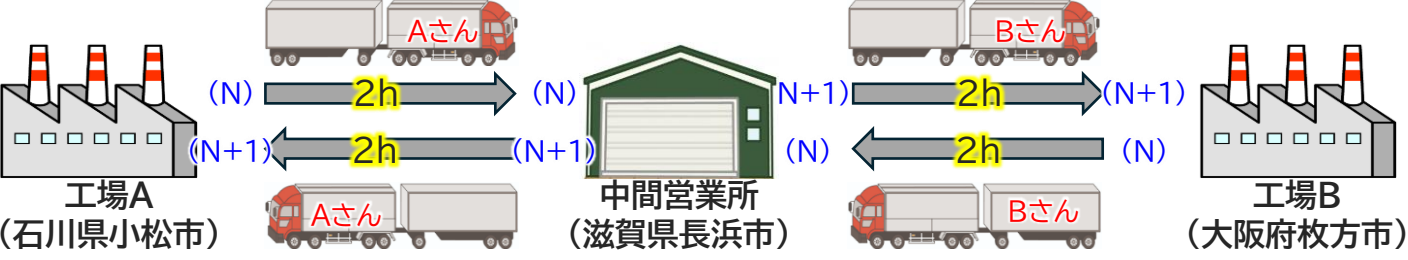 Aさん
Bさん
(N)
2h
(N)
N+1)
2h
(N+1)
(N+1)
2h
(N+1)
(N)
2h
(N)
Aさん
Bさん
工場A
(石川県小松市)
中間営業所
(滋賀県長浜市)
工場B
(大阪府枚方市)